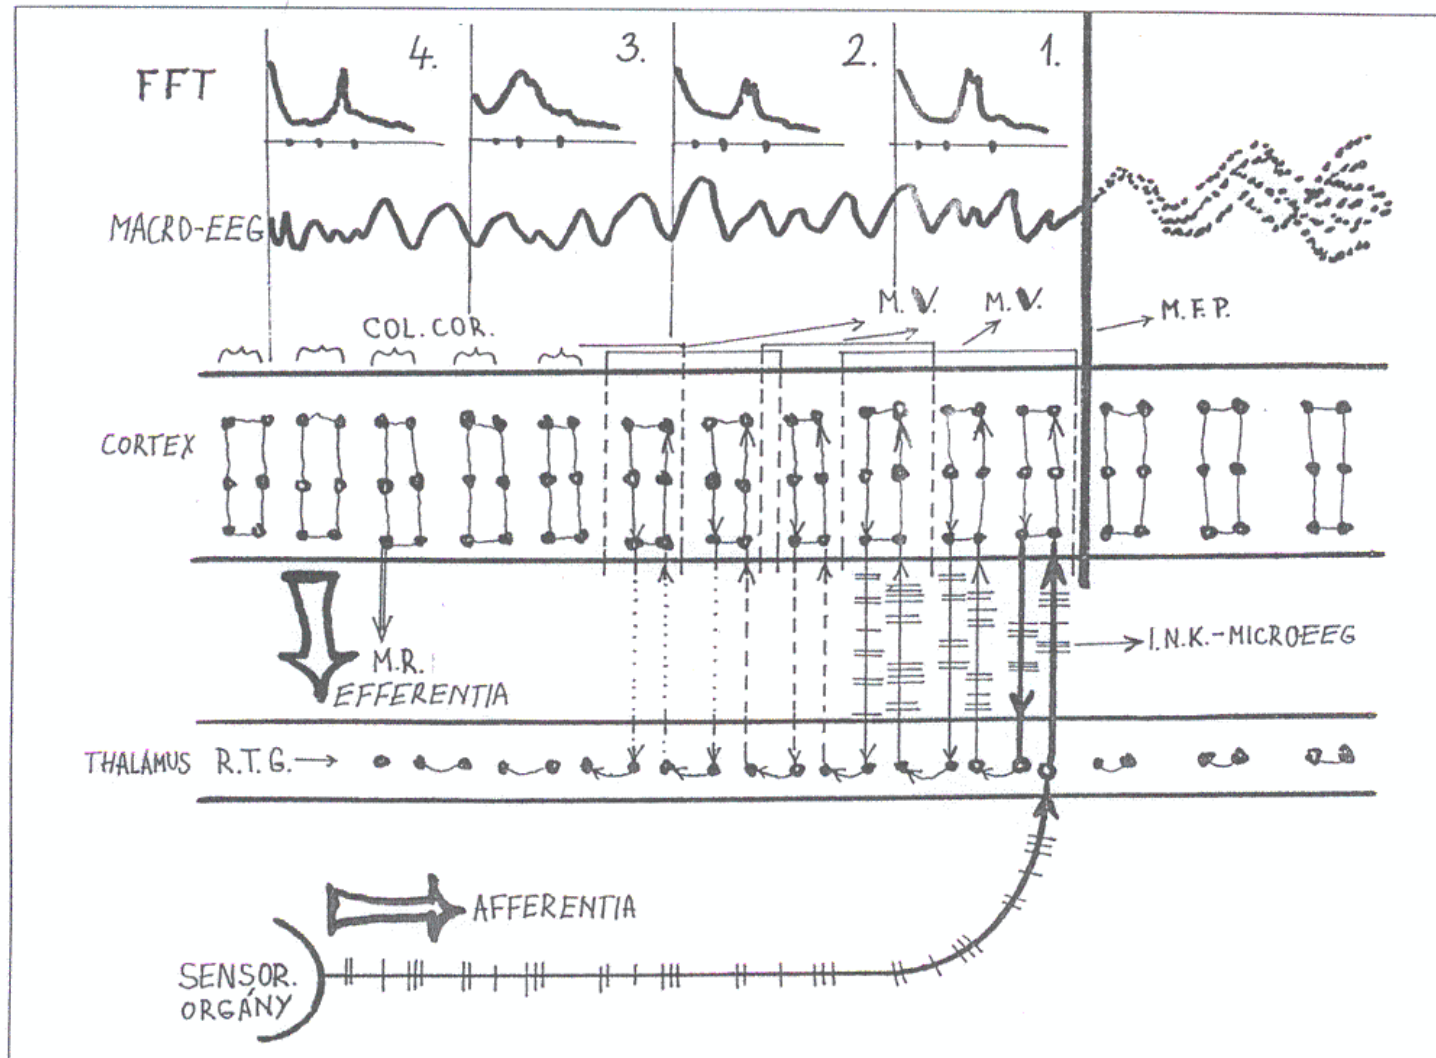 FFT
4.
3.
2.
1.
MACRO-EEG
M.V.
M.V.
M.F.P.
COL.COR.
CORTEX
I.N.K.-MICROEEG
M.R.
EFFERENTIA
THALAMUS R.T.G.
AFFERENTIA
SENSOR.
ORGÁNY